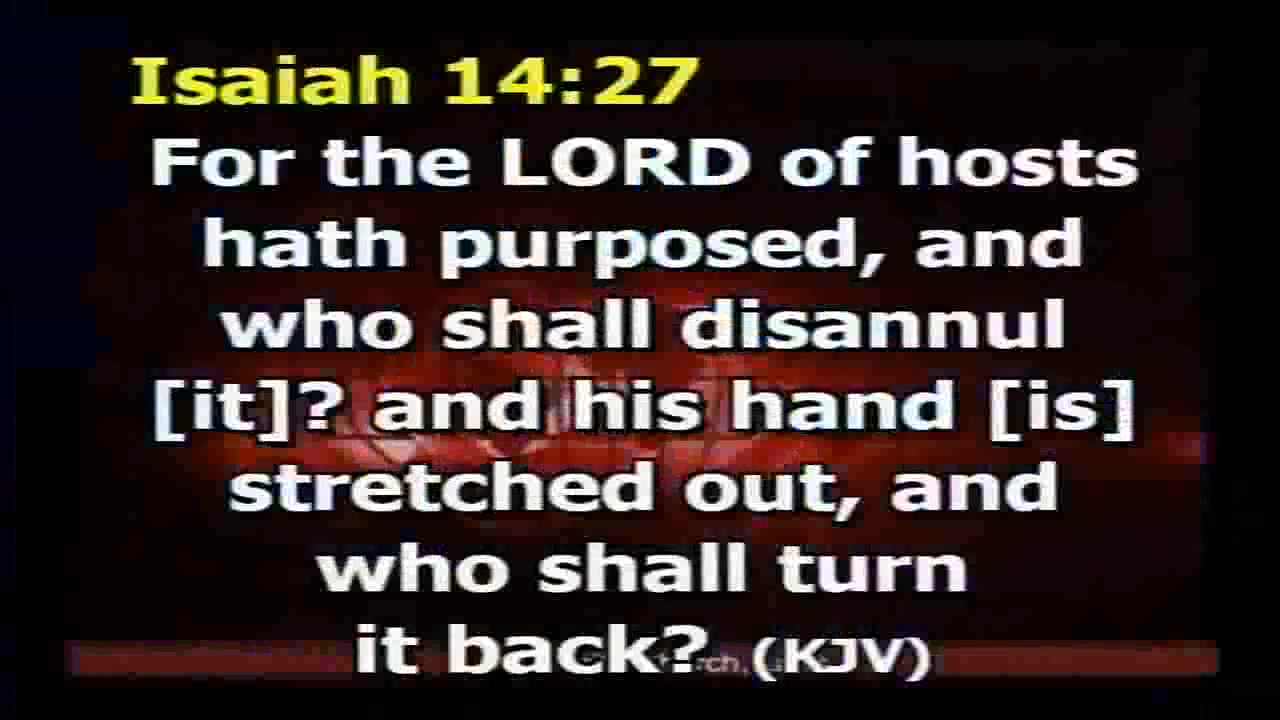 Isaiah 14:27
For the LORD of hosts
hath purposed, and
who shall disannul
[it]? and his hand [is]
stretched out, and
who shall turn
it back? (KJV)